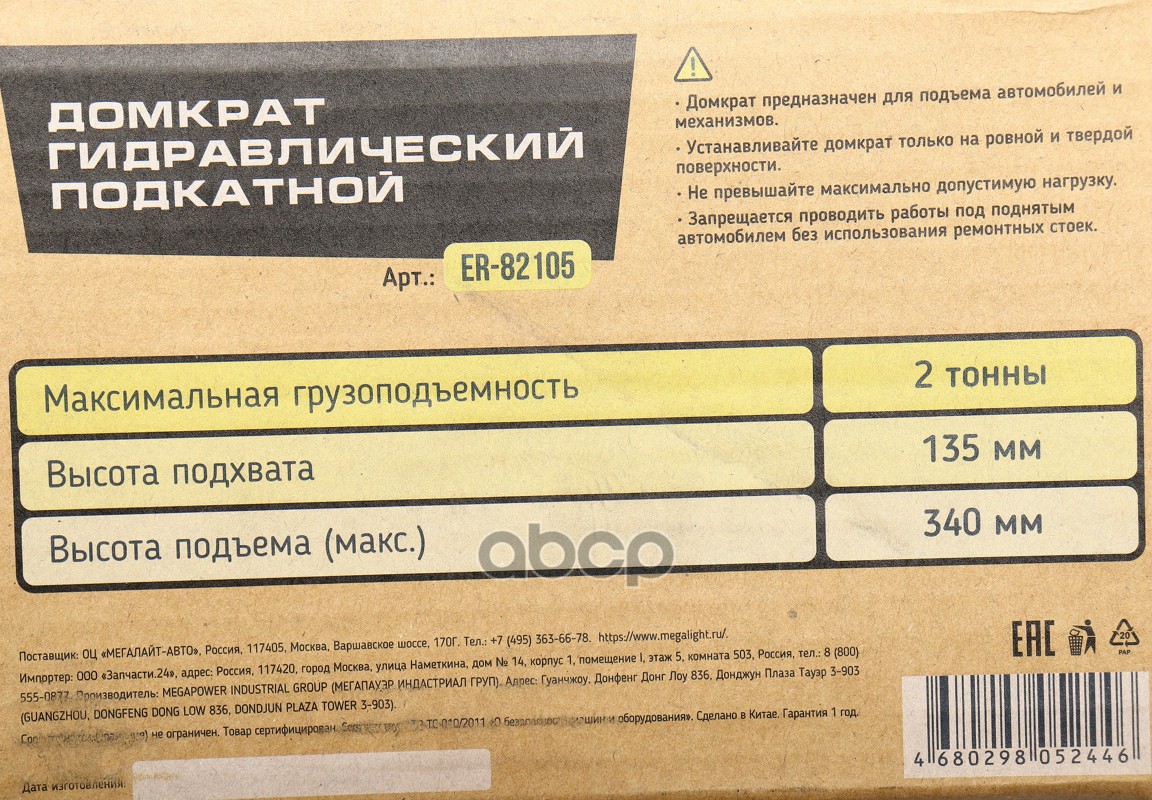 ДОМКРАТ
ГИДРАВЛИЧЕСКИЙ
ПОДКАТНОЙ
Арт.: ER-82105
· Домкрат предназначен для подъема автомобилей и
механизмов.
· Устанавливайте домкрат только на ровной и твердой
поверхности.
· Не превышайте максимально допустимую нагрузку.
· Запрещается проводить работы под поднятым
автомобилем без использования ремонтных стоек.
Максимальная грузоподъемность 2 тонны
Высота подхвата 135 мм
Высота подъема (макс.) 340 мм
abcp
Поставщик: ОЦ «МЕГАЛАЙТ-АВТО», Россия, 117405, Москва, Варшавское шоссе, 170Г. Тел.: +7 (495) 363-66-78. https://www.megalight.ru/.
Импортер: ООО «Запчасти.24», адрес: Россия, 117420, город Москва, улица Наметкина, дом № 14, корпус 1, помещение I, этаж 5, комната 503, Россия, тел.: 8 (800)
555-0877. Производитель: MEGAPOWER INDUSTRIAL GROUP (МЕГАПАУЭР ИНДАСТРИАЛ ГРУП). Адрес: Гуанчжоу, Донфенг Донг Лоу 836, Донджун Плаза Тауэр 3-903
(GUANGZHOU, DONGFENG DONG LOW 836, DONDJUN PLAZA TOWER 3-903).
не ограничен. Товар сертифицирован. 010/2011 «О безопасности машин и оборудования». Сделано в Китае. Гарантия 1 год.
Дата изготовления:
EAC
20
PAP
4 680298 052446